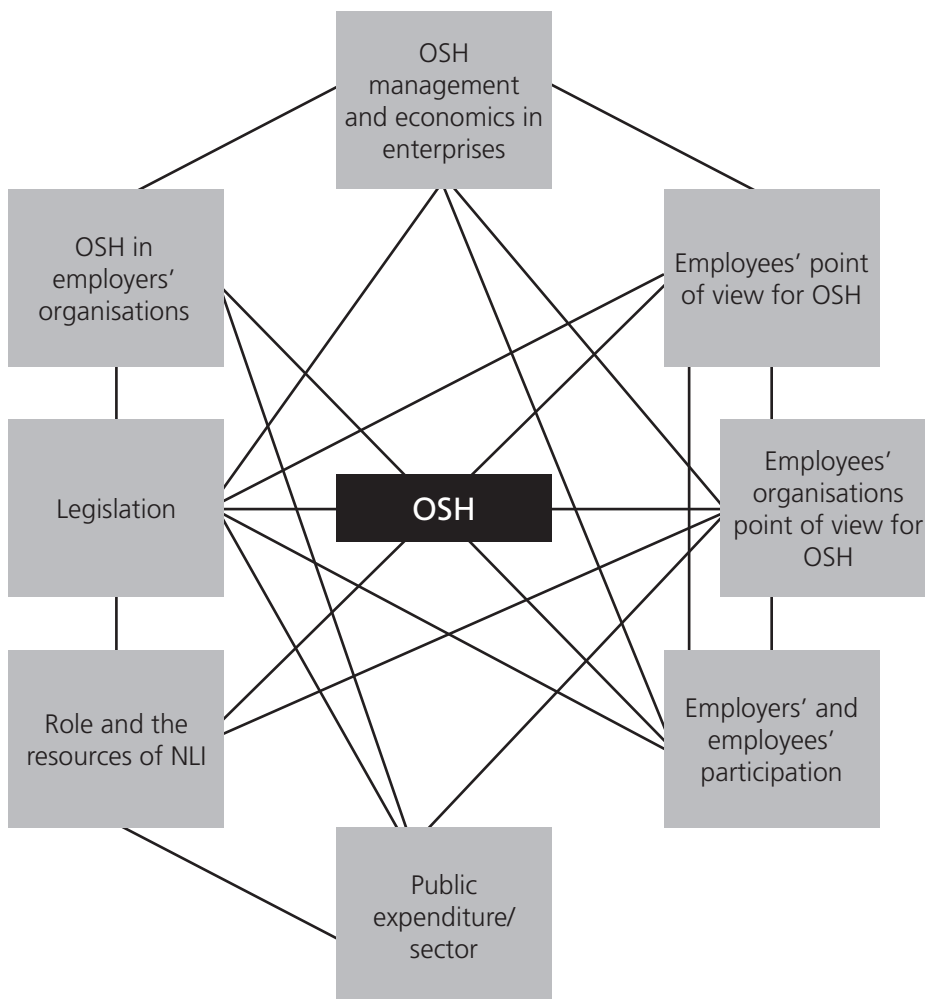 OSH
management
and economics in
enterprises
OSH in
employers’
organisations
Employees’ point
of view for OSH
Legislation
OSH
Employees’
organisations
point of view for
OSH
Role and the
resources of NLI
Employers’ and
employees’
participation
Public
expenditure/
sector